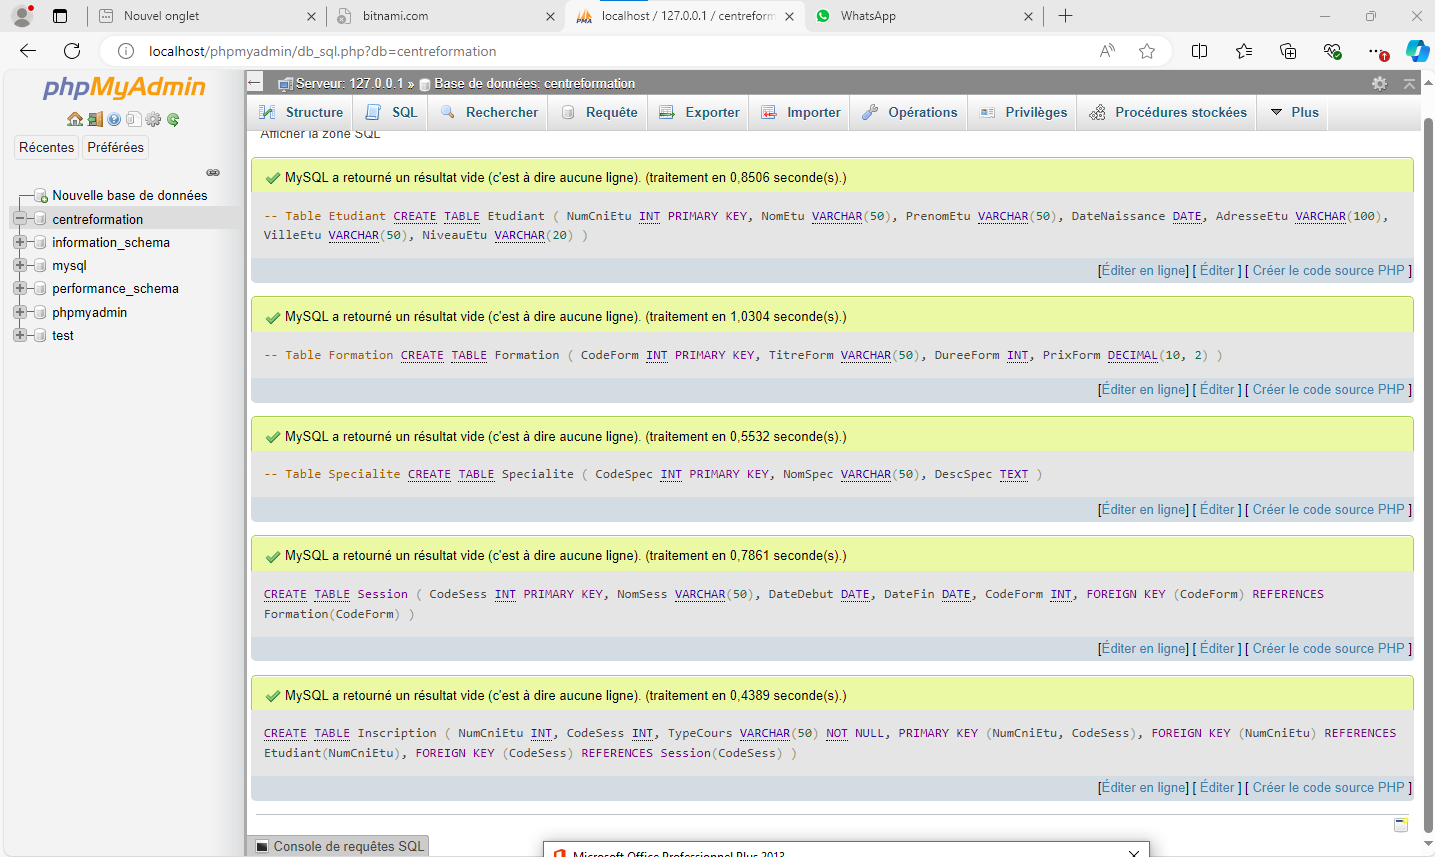 Nouvel onglet
bitnami.com
localhost / 127.0.0.1 / centreform
WhatsApp
localhost/phpmyadmin/db_sql.php?db=centreformation
phpMyAdmin
Récentes
Préférées
Nouvelle base de données
centreformation
information_schema
mysql
performance_schema
phpmyadmin
test
Serveur: 127.0.0.1 » Base de données: centreformation
Structure SQL Rechercher Requête Exporter Importer Opérations Privilèges Procédures stockées Plus
Afficher la zone SQL
MySQL a retourné un résultat vide (c'est à dire aucune ligne). (traitement en 0,8506 seconde(s).)
-- Table Etudiant CREATE TABLE Etudiant ( NumCniEtu INT PRIMARY KEY, NomEtu VARCHAR(50), PrenomEtu VARCHAR(50), DateNaissance DATE, AdresseEtu VARCHAR(100),
VilleEtu VARCHAR(50), NiveauEtu VARCHAR(20) )
[Éditer en ligne] [ Éditer ] [ Créer le code source PHP ]
MySQL a retourné un résultat vide (c'est à dire aucune ligne). (traitement en 1,0304 seconde(s).)
-- Table Formation CREATE TABLE Formation ( CodeForm INT PRIMARY KEY, TitreForm VARCHAR(50), DureeForm INT, PrixForm DECIMAL(10, 2) )
[Éditer en ligne] [ Éditer ] [ Créer le code source PHP ]
MySQL a retourné un résultat vide (c'est à dire aucune ligne). (traitement en 0,5532 seconde(s).)
-- Table Specialite CREATE TABLE Specialite ( CodeSpec INT PRIMARY KEY, NomSpec VARCHAR(50), DescSpec TEXT )
[Éditer en ligne] [ Éditer ] [ Créer le code source PHP ]
MySQL a retourné un résultat vide (c'est à dire aucune ligne). (traitement en 0,7861 seconde(s).)
CREATE TABLE Session ( CodeSess INT PRIMARY KEY, NomSess VARCHAR(50), DateDebut DATE, DateFin DATE, CodeForm INT, FOREIGN KEY (CodeForm) REFERENCES
Formation(CodeForm) )
[Éditer en ligne] [ Éditer ] [ Créer le code source PHP ]
MySQL a retourné un résultat vide (c'est à dire aucune ligne). (traitement en 0,4389 seconde(s).)
CREATE TABLE Inscription ( NumCniEtu INT, CodeSess INT, TypeCours VARCHAR(50) NOT NULL, PRIMARY KEY (NumCniEtu, CodeSess), FOREIGN KEY (NumCniEtu) REFERENCES
Etudiant(NumCniEtu), FOREIGN KEY (CodeSess) REFERENCES Session(CodeSess) )
[Éditer en ligne] [ Éditer ] [ Créer le code source PHP ]
Console de requêtes SQL
Microsoft Office Professionnel Plus 2013